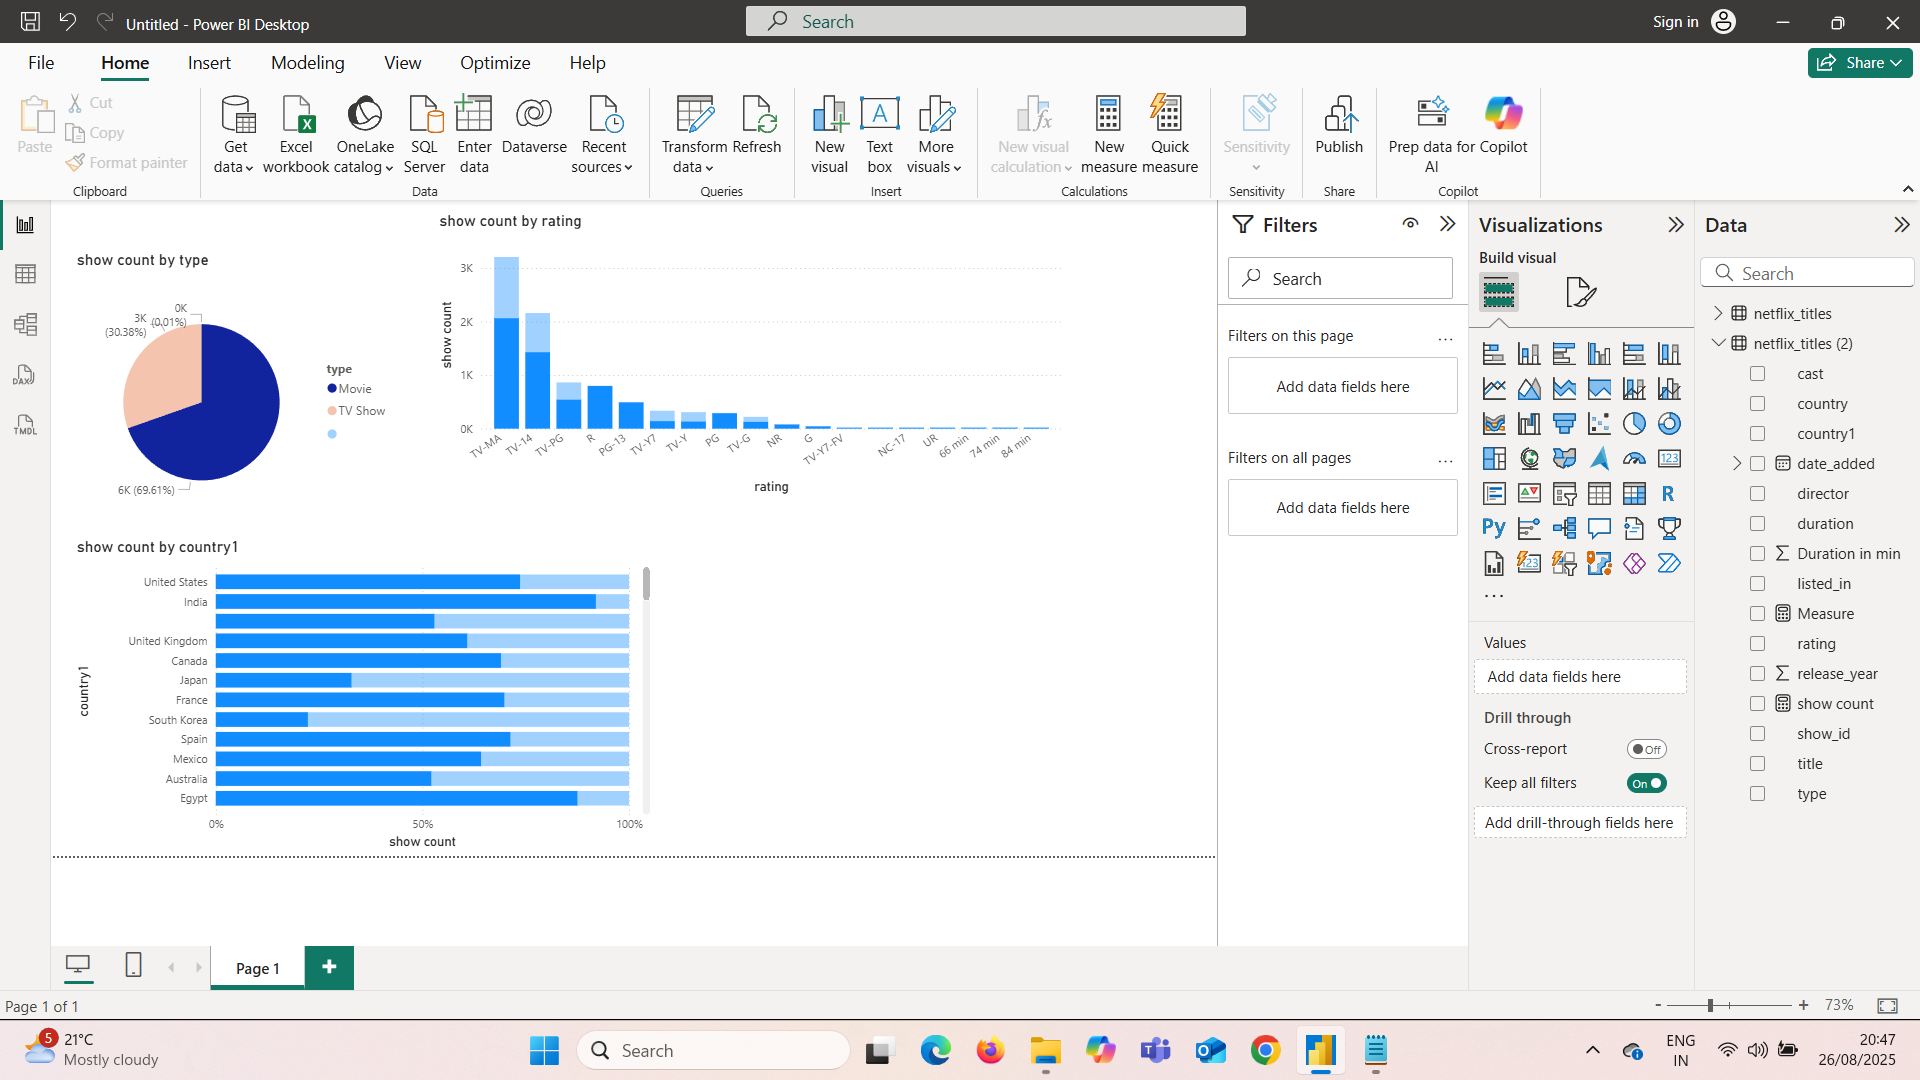 Untitled - Power BI Desktop
Search
Sign in
File
Home
Insert
Modeling
View
Optimize
Help
Share
Paste
Cut
Copy
Format painter
Clipboard
Get data
Excel workbook
OneLake catalog
SQL Server
Enter data
Dataverse
Recent sources
Data
Transform data
Refresh
Queries
New visual
Text box
More visuals
Insert
New visual calculation
New measure
Quick measure
Calculations
Sensitivity
Sensitivity
Publish
Share
Prep data for AI
Copilot
Copilot
show count by type
0K
(0.01%)
3K
(30.38%)
6K (69.61%)
type
Movie
TV Show
show count by rating
show count
3K
2K
1K
0K
TV-MA
TV-14
TV-PG
R
PG-13
TV-Y7
TV-Y
PG
TV-G
NR
G
TV-Y7-FV
NC-17
UR
66 min
74 min
84 min
rating
show count by country1
country1
United States
India
United Kingdom
Canada
Japan
France
South Korea
Spain
Mexico
Australia
Egypt
0%
50%
100%
show count
Filters
Search
Filters on this page
...
Add data fields here
Filters on all pages
...
Add data fields here
Visualizations
Build visual
123
R
Py
123
...
Values
Add data fields here
Drill through
Cross-report
Off
Keep all filters
On
Add drill-through fields here
Data
Search
netflix_titles
netflix_titles (2)
cast
country
country1
date_added
director
duration
Duration in min
listed_in
Measure
rating
release_year
show count
show_id
title
type
DAX
TMDL
Page 1
Page 1 of 1
- + 73%
5
21°C
Mostly cloudy
Search
ENG
IN
20:47
26/08/2025